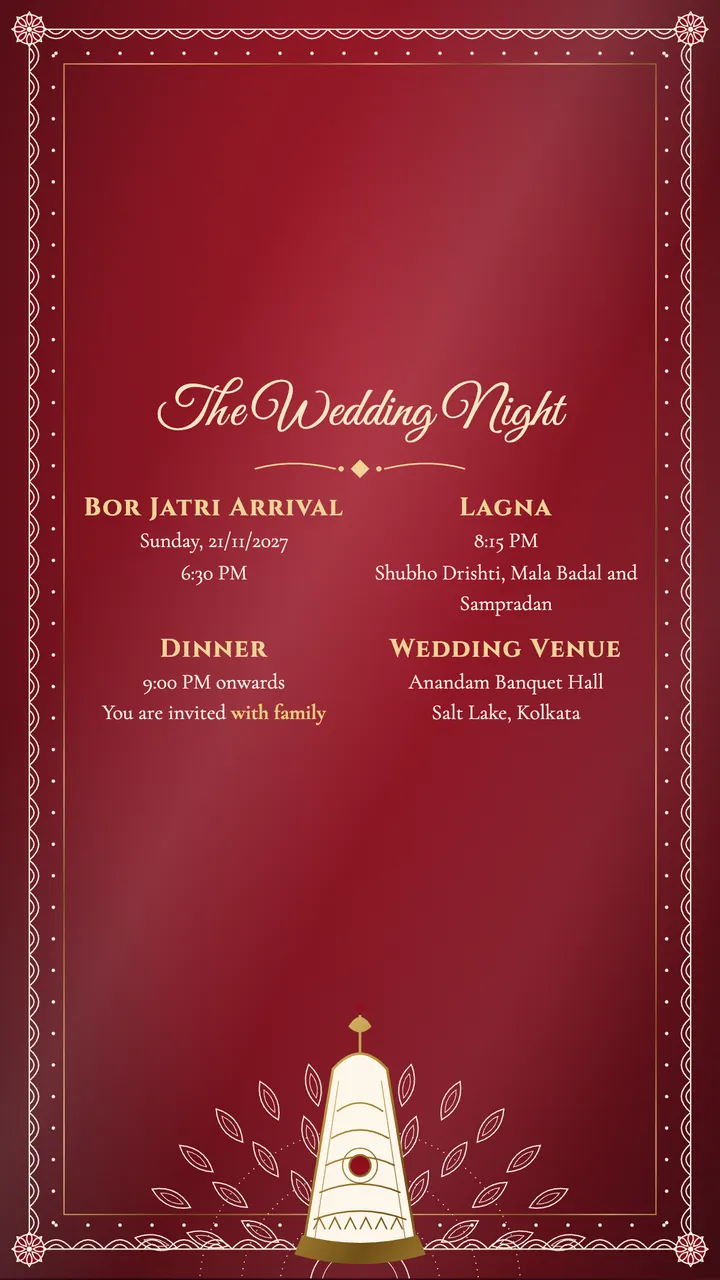 The Wedding Night
Bor Jatri Arrival
Sunday, 21/11/2027
6:30 PM
Lagna
8:15 PM
Shubho Drishti, Mala Badal and
Sampradan
Dinner
9:00 PM onwards
You are invited with family
Wedding Venue
Anandam Banquet Hall
Salt Lake, Kolkata